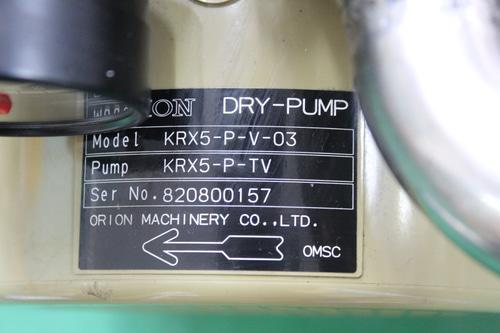 DRY-PUMP
Model KRX5-P-V-03
Pump KRX5-P-TV
Ser No.820800157
ORION MACHINERY CO.,LTD.
OMSC